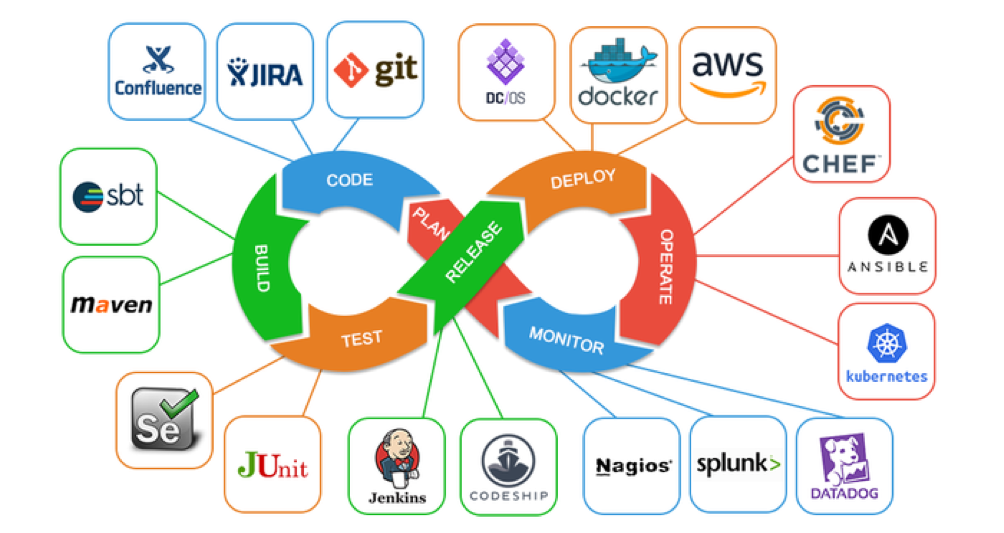 Confluence
JIRA
git
DC/OS
docker
aws
CHEF™
sbt
CODE
PLAN
RELEASE
DEPLOY
OPERATE
BUILD
ANSIBLE
maven
TEST
MONITOR
kubernetes
Se
JUnit
Jenkins
CODESHIP
Nagios®
splunk>
DATADOG